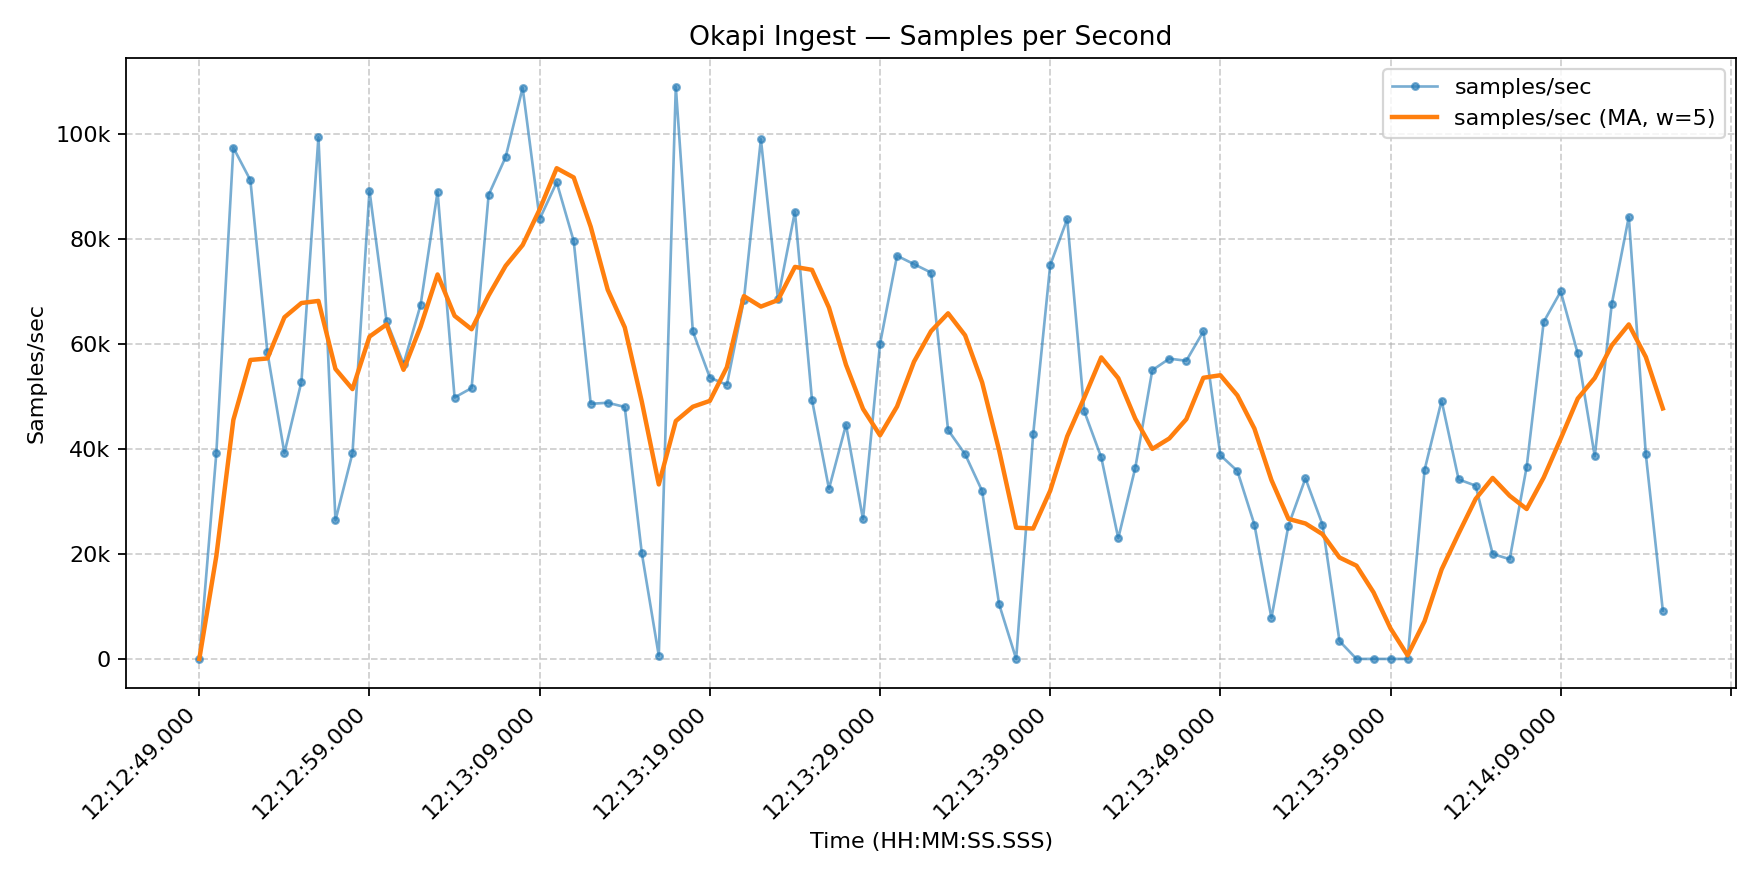 Okapi Ingest — Samples per Second
samples/sec
samples/sec (MA, w=5)
100k
80k
60k
40k
20k
0
Samples/sec
12:12:49.000
12:12:59.000
12:13:09.000
12:13:19.000
12:13:29.000
12:13:39.000
12:13:49.000
12:13:59.000
12:14:09.000
Time (HH:MM:SS.SSS)